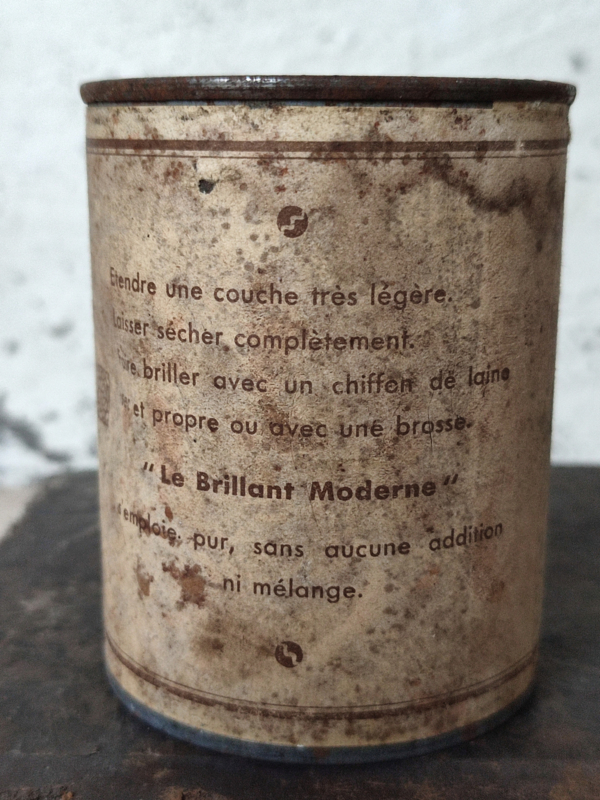 Etendre une couche très légère.
Laisser sécher complètement.
briller avec un chiffon de laine
et propre ou avec une brosse.
"Le Brillant Moderne"
s'emploie pur, sans aucune addition
ni mélange.